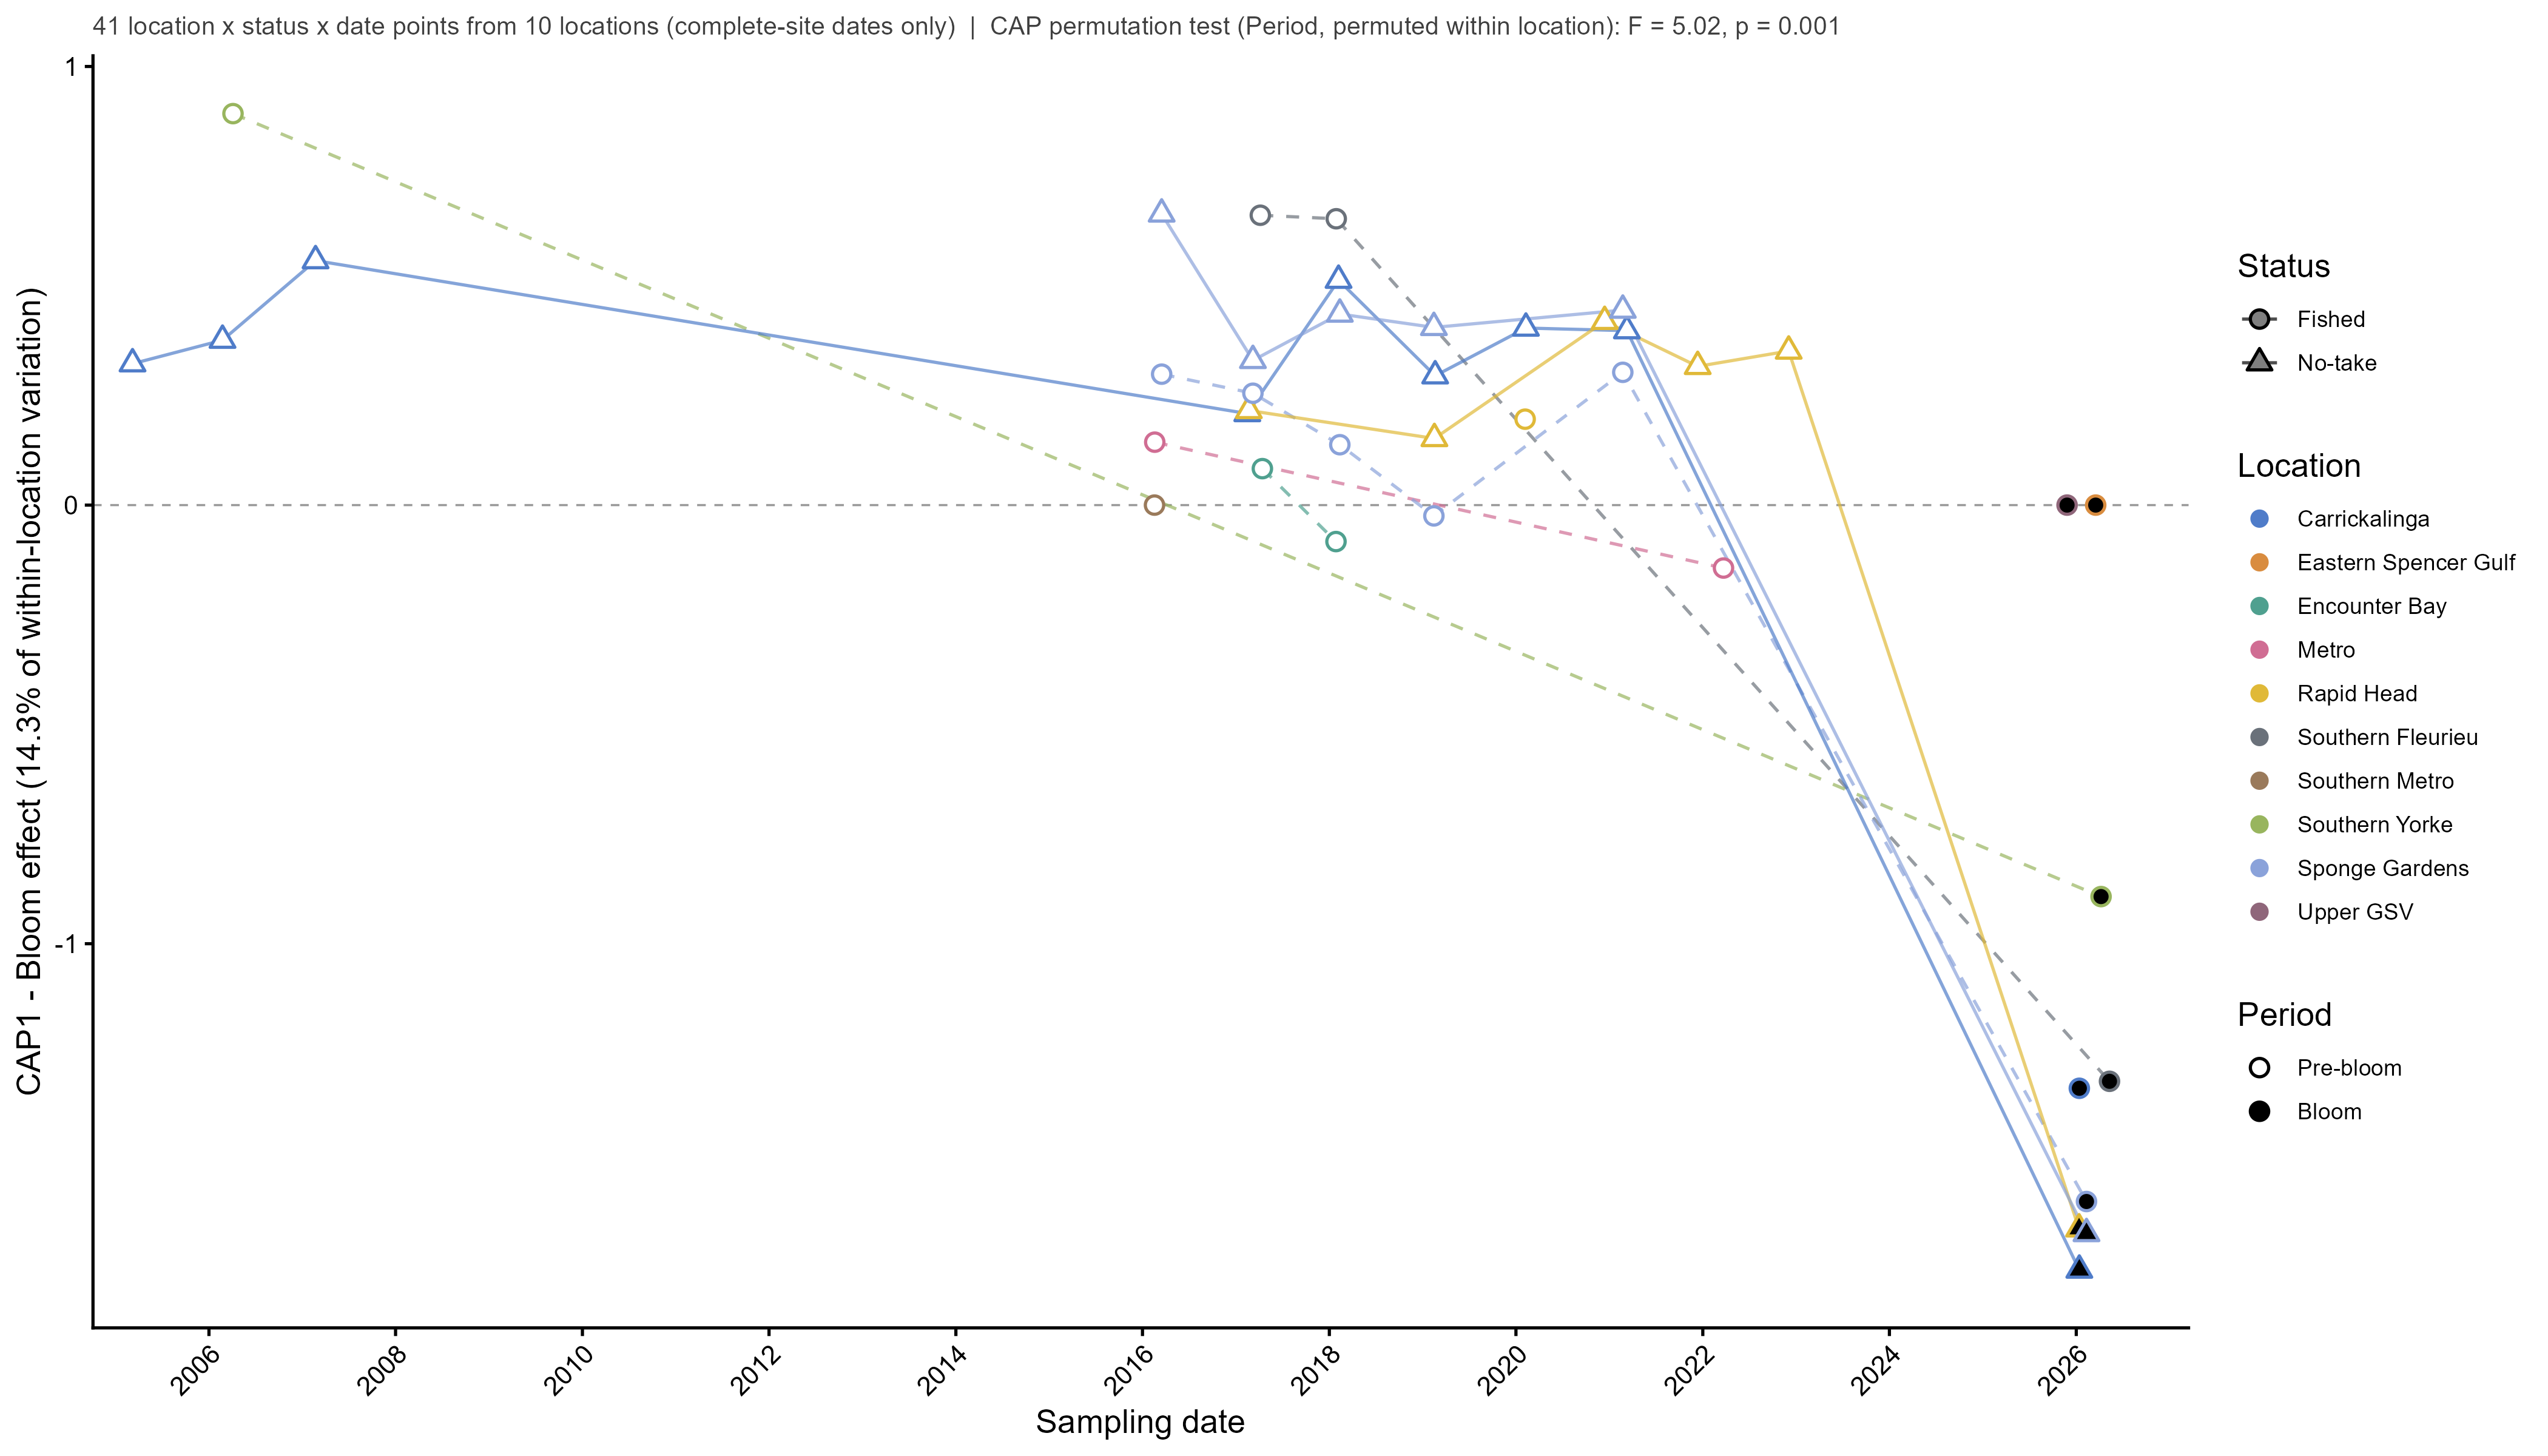 41 location x status x date points from 10 locations (complete-site dates only)  |  CAP permutation test (Period, permuted within location): F = 5.02, p = 0.001
CAP1 - Bloom effect (14.3% of within-location variation)
1
0
-1
2006
2008
2010
2012
2014
2016
2018
2020
2022
2024
2026
Sampling date
Status
Fished
No-take
Location
Carrickalinga
Eastern Spencer Gulf
Encounter Bay
Metro
Rapid Head
Southern Fleurieu
Southern Metro
Southern Yorke
Sponge Gardens
Upper GSV
Period
Pre-bloom
Bloom